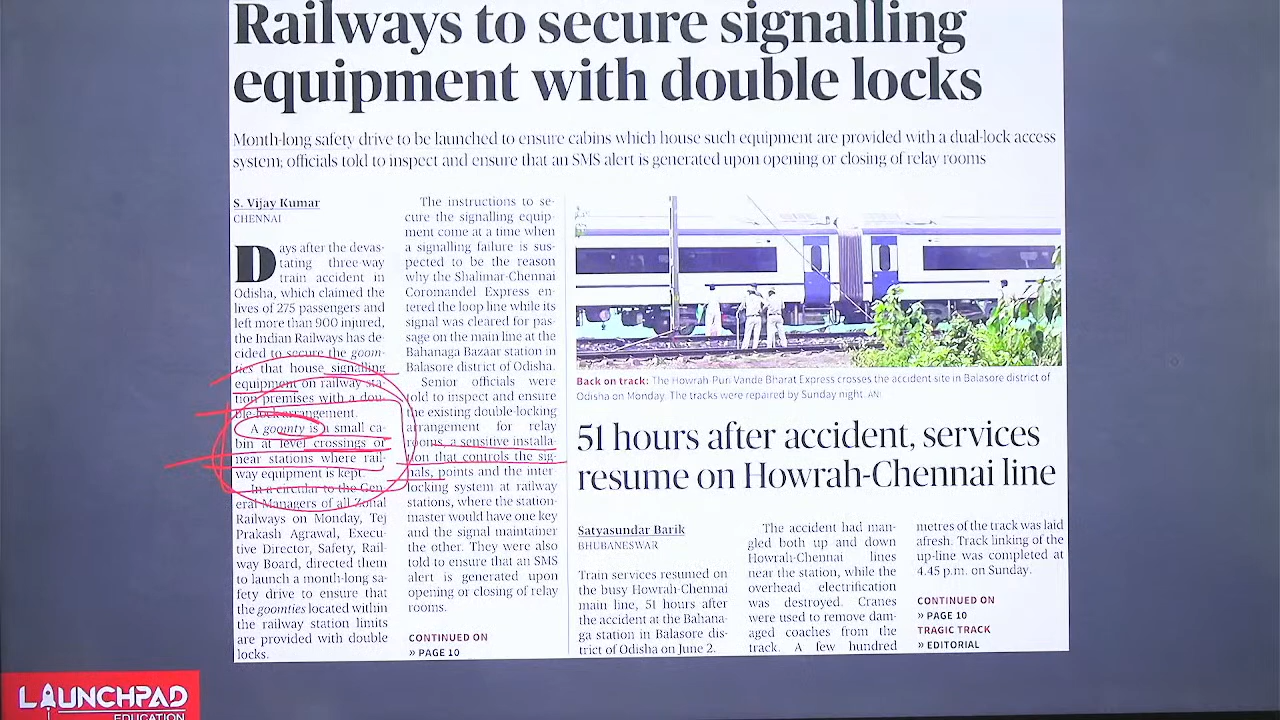 Railways to secure signalling
equipment with double locks
Month-long safety drive to be launched to ensure cabins which house such equipment are provided with a dual-lock access
system; officials told to inspect and ensure that an SMS alert is generated upon opening or closing of relay rooms
S. Vijay Kumar
CHENNAI
Days after the devas-
tating three-way
train accident in
Odisha, which claimed the
lives of 275 passengers and
left more than 900 injured,
the Indian Railways has de-
cided to secure the goom-
ties that house signalling
equipment on railway sta-
tion premises with a dou-
ble lock arrangement.
A goomty is a small ca-
bin at level crossings or
near stations where rail-
way equipment is kept.
In a circular to the Gen-
eral Managers of all Zonal
Railways on Monday, Tej
Prakash Agrawal, Execu-
tive Director, Safety, Rail-
way Board, directed them
to launch a month-long sa-
fety drive to ensure that
the goomties located within
the railway station limits
are provided with double
locks.
The instructions to se-
cure the signalling equip-
ment come at a time when
a signalling failure is sus-
pected to be the reason
why the Shalimar-Chennai
Coromandel Express en-
tered the loop line while its
signal was cleared for pas-
sage on the main line at the
Bahanaga Bazaar station in
Balasore district of Odisha.
Senior officials were
told to inspect and ensure
the existing double-locking
arrangement for relay
rooms, a sensitive installa-
tion that controls the sig-
nals, points and the inter-
locking system at railway
stations, where the station-
master would have one key
and the signal maintainer
the other. They were also
told to ensure that an SMS
alert is generated upon
opening or closing of relay
rooms.
CONTINUED ON
» PAGE 10
Back on track: The Howrah-Puri Vande Bharat Express crosses the accident site in Balasore district of
Odisha on Monday. The tracks were repaired by Sunday night. ANI
51 hours after accident, services
resume on Howrah-Chennai line
Satyasundar Barik
BHUBANESWAR
Train services resumed on
the busy Howrah-Chennai
main line, 51 hours after
the accident at the Bahana-
ga station in Balasore dis-
trict of Odisha on June 2.
The accident had man-
gled both up and down
Howrah-Chennai lines
near the station, while the
overhead electrification
was destroyed. Cranes
were used to remove dam-
aged coaches from the
track. A few hundred
metres of the track was laid
afresh. Track linking of the
up-line was completed at
4.45 p.m. on Sunday.
CONTINUED ON
» PAGE 10
TRAGIC TRACK
» EDITORIAL
LAUNCHPAD
EDUCATION